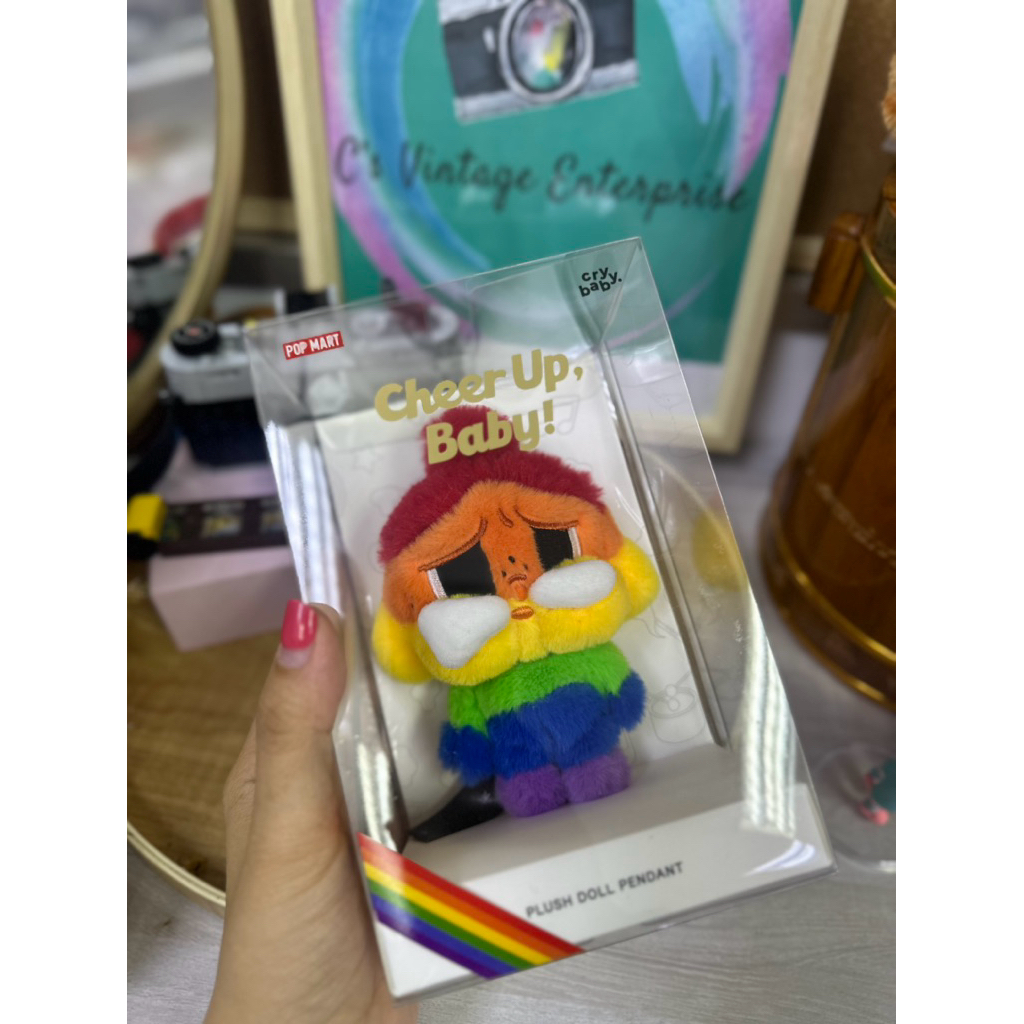 C's Vintage Enterprise
cry
baby.
POP MART
Cheer Up,
Baby!
PLUSH DOLL PENDANT